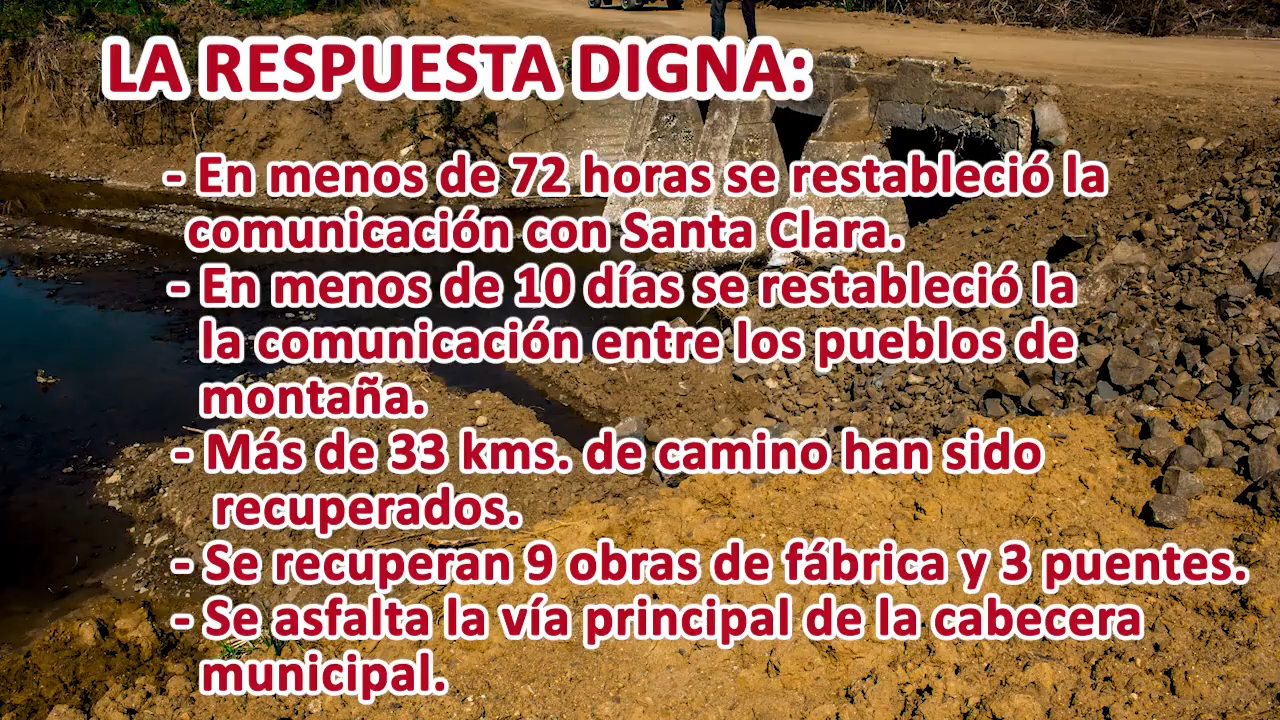 LA RESPUESTA DIGNA:
- En menos de 72 horas se restableció la
comunicación con Santa Clara.
- En menos de 10 días se restableció la
la comunicación entre los pueblos de
montaña.
- Más de 33 kms. de camino han sido
recuperados.
- Se recuperan 9 obras de fábrica y 3 puentes.
- Se asfalta la vía principal de la cabecera
municipal.